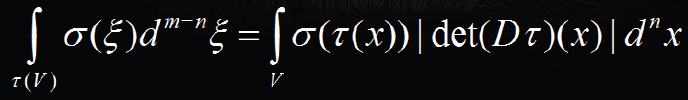 ∫_{τ(V)} σ(ξ)d^{m−n}ξ = ∫_V σ(τ(x)) | det(Dτ)(x) | d^n x